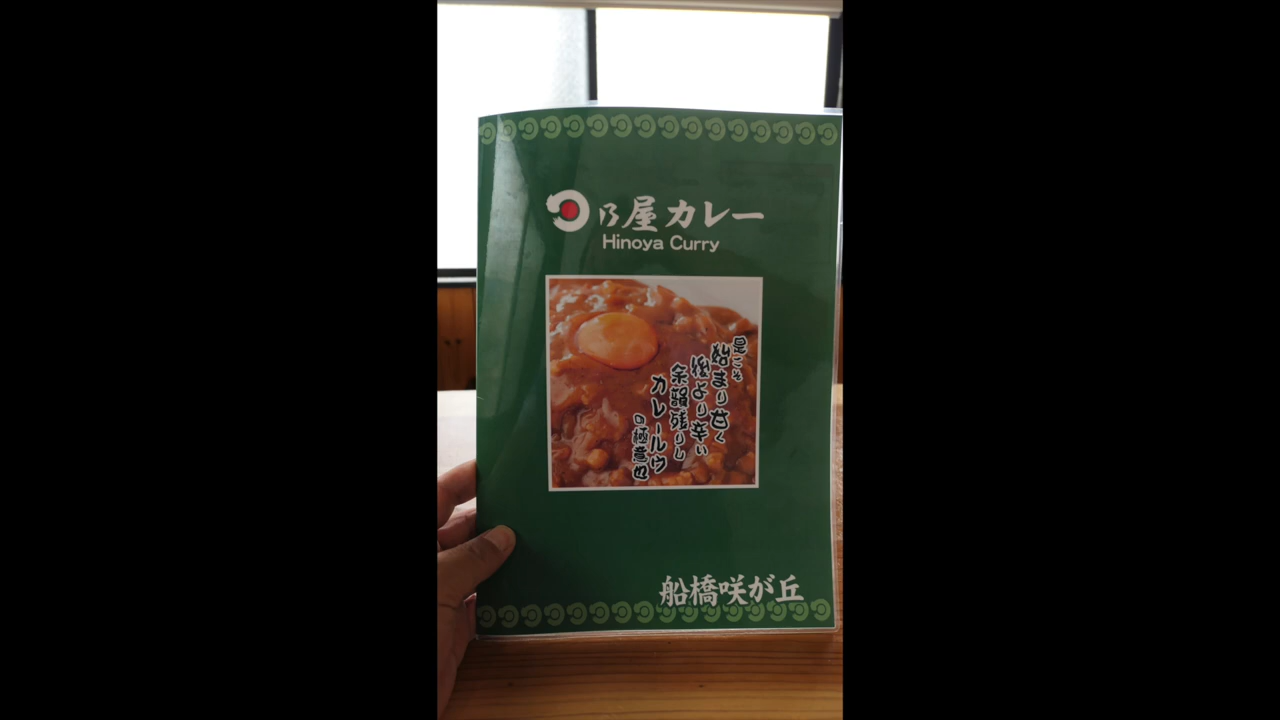 日乃屋カレー
Hinoya Curry
是こそ
始まり甘く
後より辛い
余韻残りし
カレールウ
の極意也
船橋咲が丘